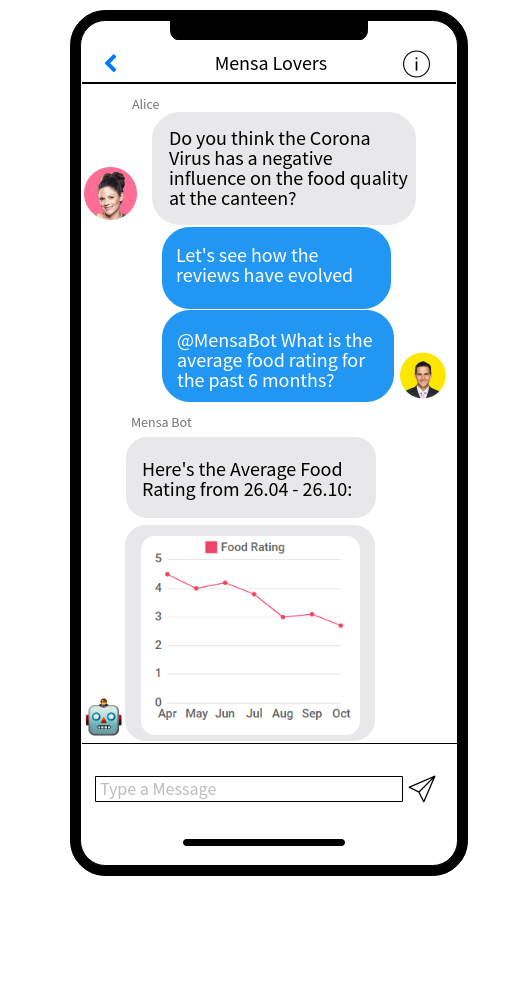 Mensa Lovers
Alice
Do you think the Corona
Virus has a negative
influence on the food quality
at the canteen?
Let's see how the
reviews have evolved
@MensaBot What is the
average food rating for
the past 6 months?
Mensa Bot
Here's the Average Food
Rating from 26.04 - 26.10:
Food Rating
5
4
3
2
1
0
Apr May Jun Jul Aug Sep Oct
Type a Message